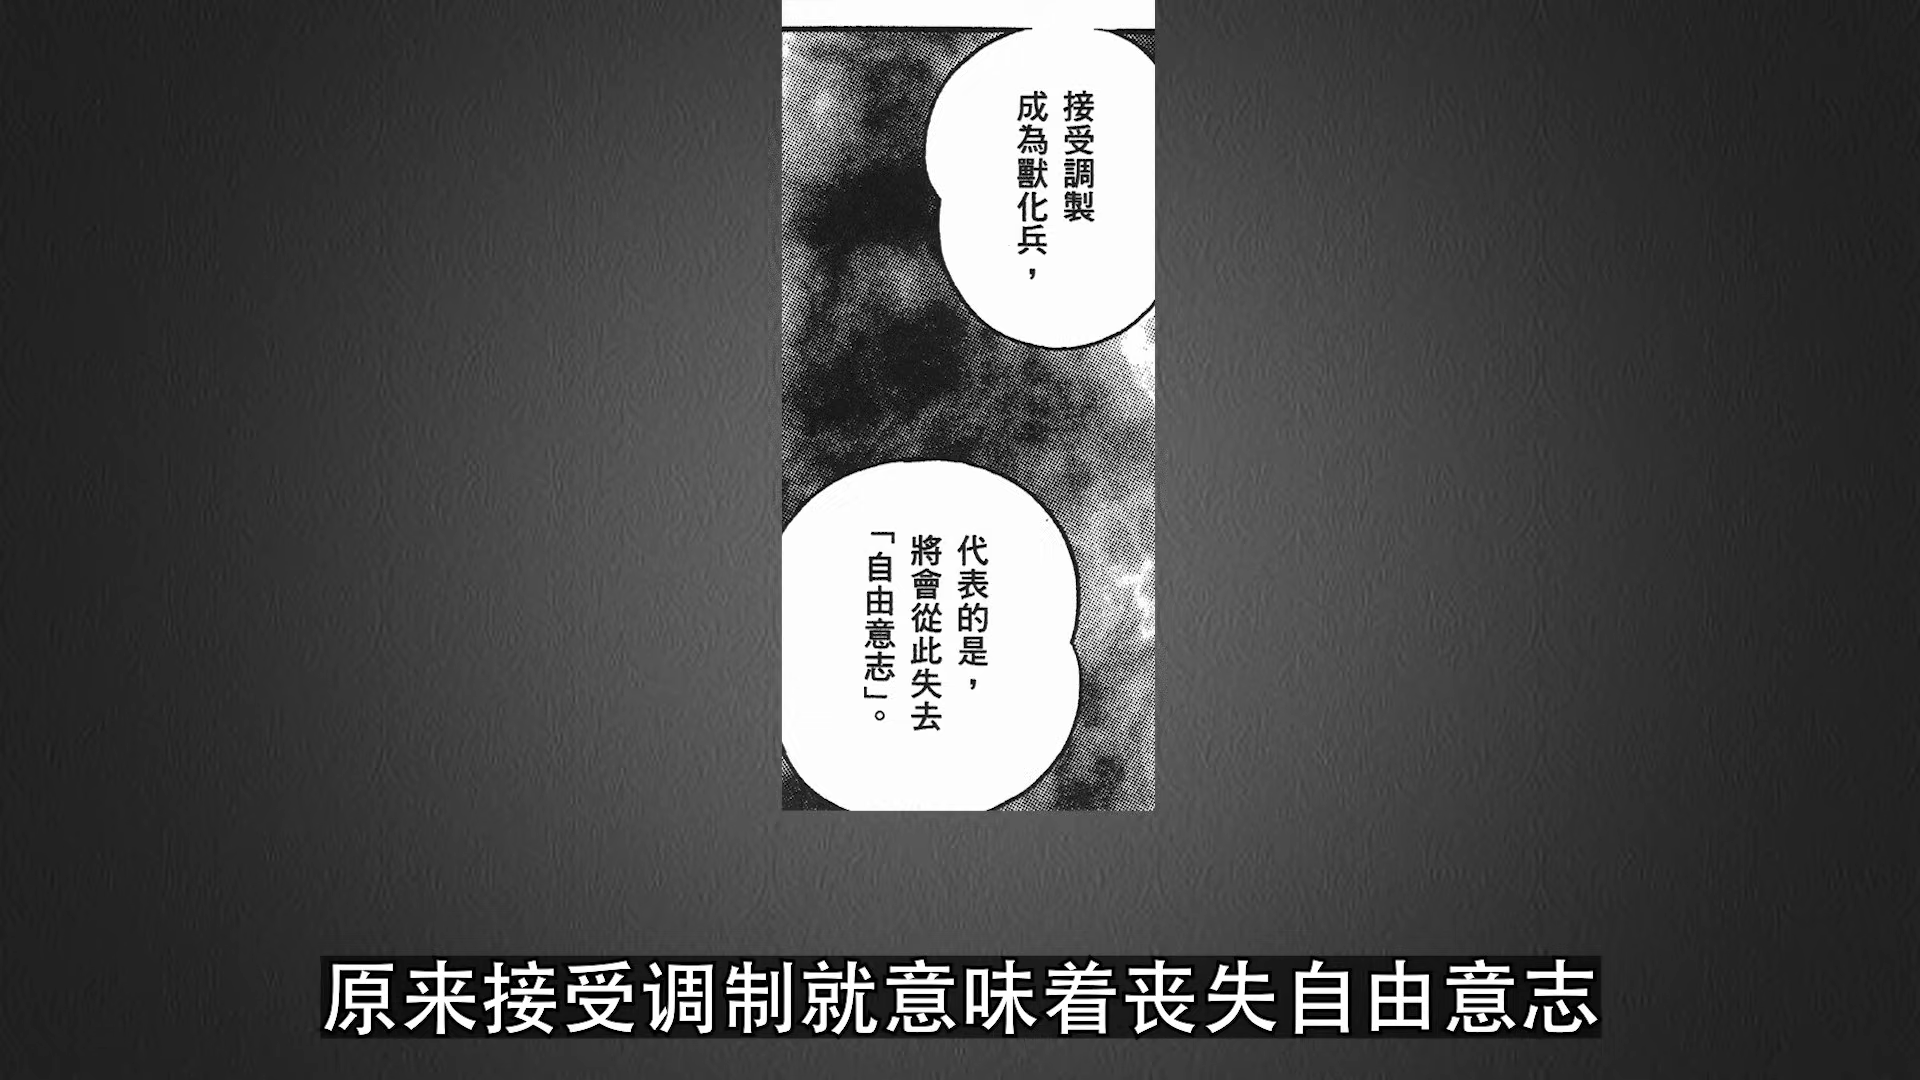 接受調製
成為獸化兵，
代表的是，
將會從此失去
「自由意志」。
原来接受调制就意味着丧失自由意志